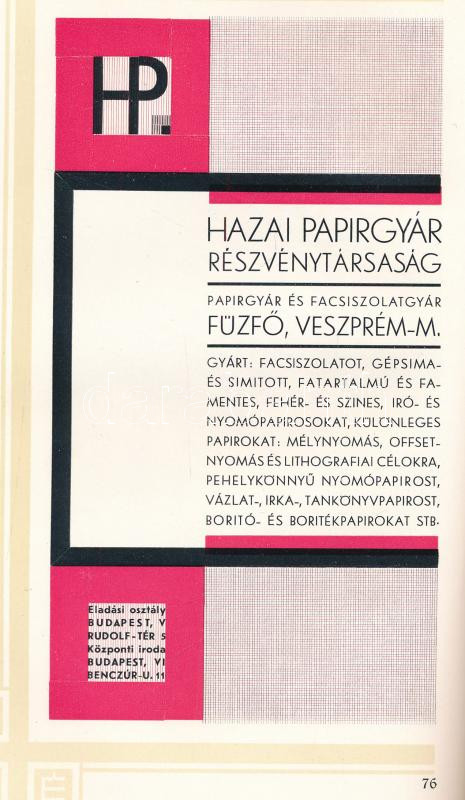 HP.
HAZAI PAPIRGYÁR
RÉSZVÉNYTÁRSASÁG
PAPIRGYÁR ÉS FACSISZOLATGYÁR
FÜZFŐ, VESZPRÉM-M.
GYÁRT: FACSISZOLATOT, GÉPSIMA-
ÉS SIMITOTT, FATARTALMÚ ÉS FA-
MENTES, FEHÉR- ÉS SZINES, IRÓ- ÉS
NYOMÓPAPIROSOKAT, KÜLÖNLEGES
PAPIROKAT: MÉLYNYOMÁS, OFFSET-
NYOMÁS ÉS LITHOGRAFIAI CÉLOKRA,
PEHELYKÖNNYŰ NYOMÓPAPIROST,
VÁZLAT-, IRKA-, TANKÖNYVPAPIROST,
BORITÓ- ÉS BORITÉKPAPIROKAT STB.
Eladási osztály
BUDAPEST, V
RUDOLF-TÉR 5
Központi iroda
BUDAPEST, VI
BENCZÚR-U. 11
76